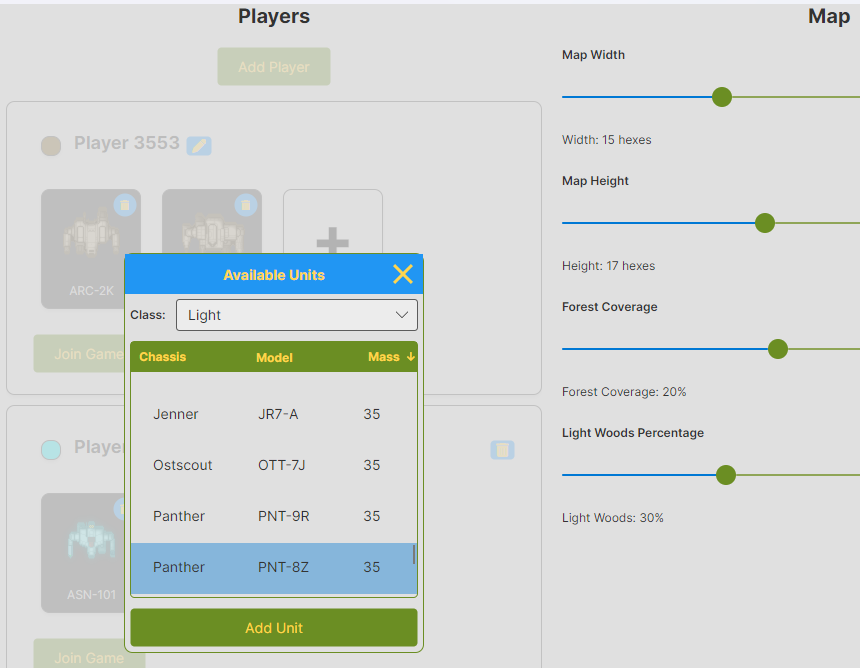 Players
Map
Add Player
Map Width
Player 3553
Width: 15 hexes
Map Height
ARC-2K
Height: 17 hexes
Available Units
Class:
Light
Forest Coverage
Join Game
Chassis Model Mass ↓
Forest Coverage: 20%
Jenner JR7-A 35
Light Woods Percentage
Playe
Ostscout OTT-7J 35
Panther PNT-9R 35
Light Woods: 30%
Panther PNT-8Z 35
ASN-101
Add Unit
Join Game